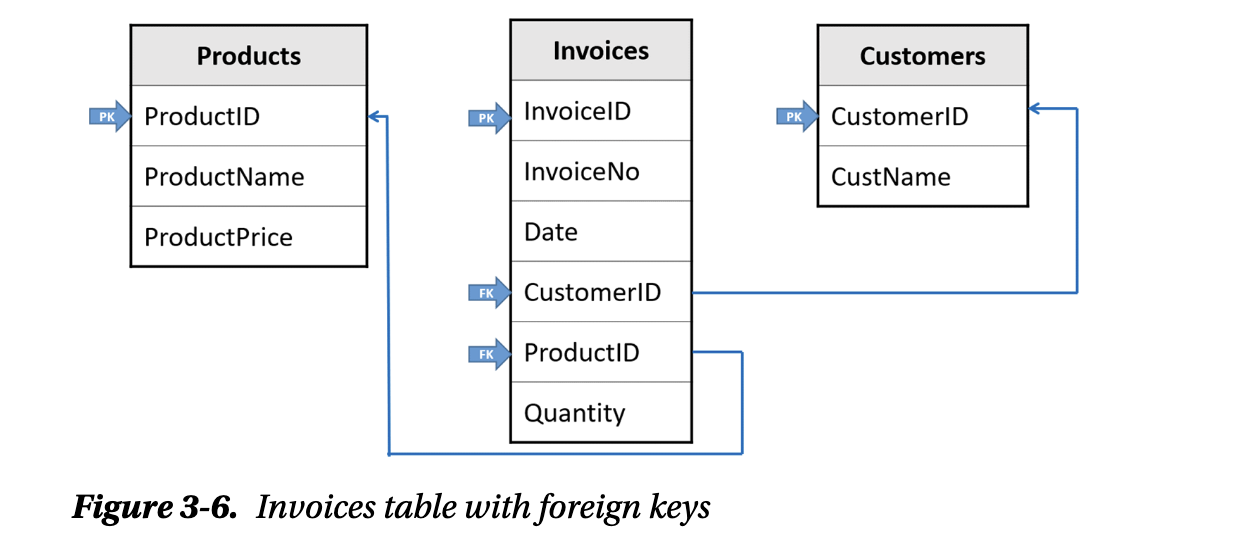 Products
PK
ProductID
ProductName
ProductPrice
Invoices
PK
InvoiceID
InvoiceNo
Date
FK
CustomerID
FK
ProductID
Quantity
Customers
PK
CustomerID
CustName
Figure 3-6. Invoices table with foreign keys